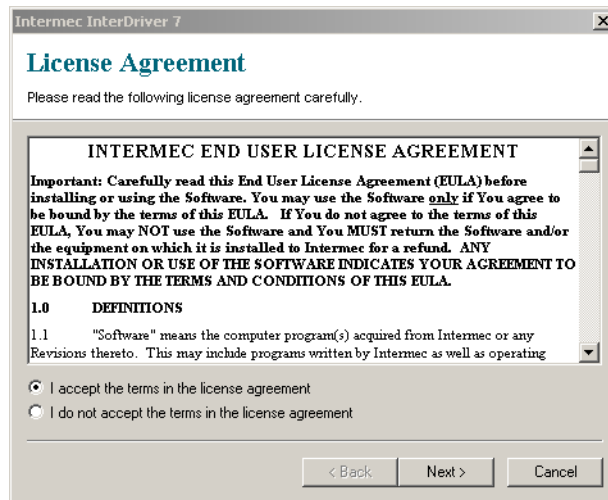 Intermec InterDriver 7
License Agreement
Please read the following license agreement carefully.
INTERMEC END USER LICENSE AGREEMENT
Important: Carefully read this End User License Agreement (EULA) before
installing or using the Software. You may use the Software only if You agree to
be bound by the terms of this EULA. If You do not agree to the terms of this
EULA, You may NOT use the Software and You MUST return the Software and/or
the equipment on which it is installed to Intermec for a refund. ANY
INSTALLATION OR USE OF THE SOFTWARE INDICATES YOUR AGREEMENT TO
BE BOUND BY THE TERMS AND CONDITIONS OF THIS EULA.
1.0 DEFINITIONS
1.1 "Software" means the computer program(s) acquired from Intermec or any
Revisions thereto. This may include programs written by Intermec as well as operating
I accept the terms in the license agreement
I do not accept the terms in the license agreement
< Back Next > Cancel